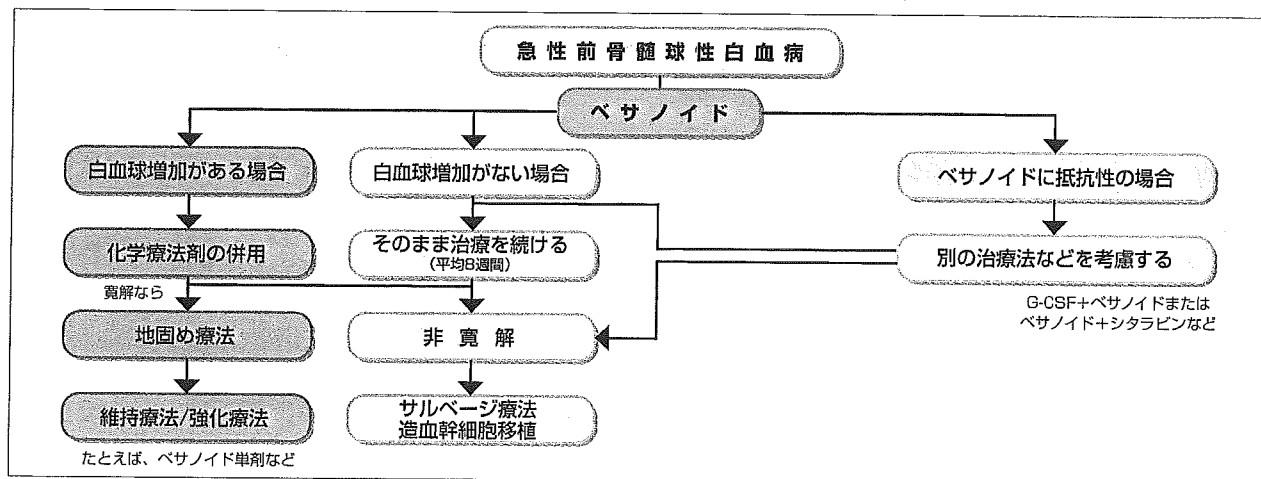 急性前骨髄球性白血病
ベサノイド
白血球増加がある場合
白血球増加がない場合
ベサノイドに抵抗性の場合
化学療法剤の併用
そのまま治療を続ける
(平均8週間)
別の治療法などを考慮する
寛解なら
G-CSF+ベサノイドまたは
ベサノイド+シタラビンなど
地固め療法
非寛解
維持療法/強化療法
サルベージ療法
造血幹細胞移植
たとえば、ベサノイド単剤など